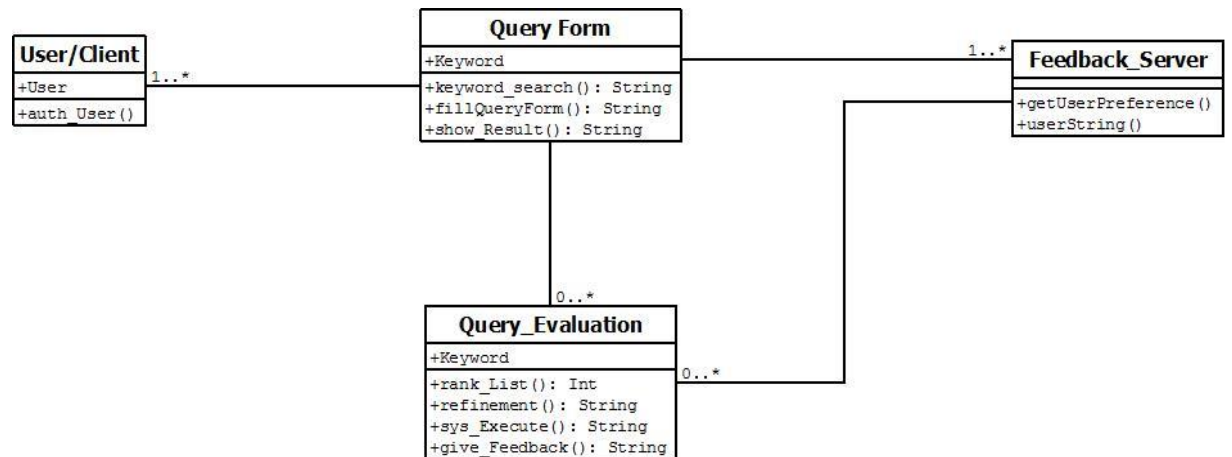 User/Client
+User
+auth_User()
1..*
Query Form
+Keyword
+keyword_search(): String
+fillQueryForm(): String
+show_Result(): String
1..*
Feedback_Server
+getUserPreference()
+userString()
0..*
Query_Evaluation
+Keyword
+rank_List(): Int
+refinement(): String
+sys_Execute(): String
+give_Feedback(): String
0..*